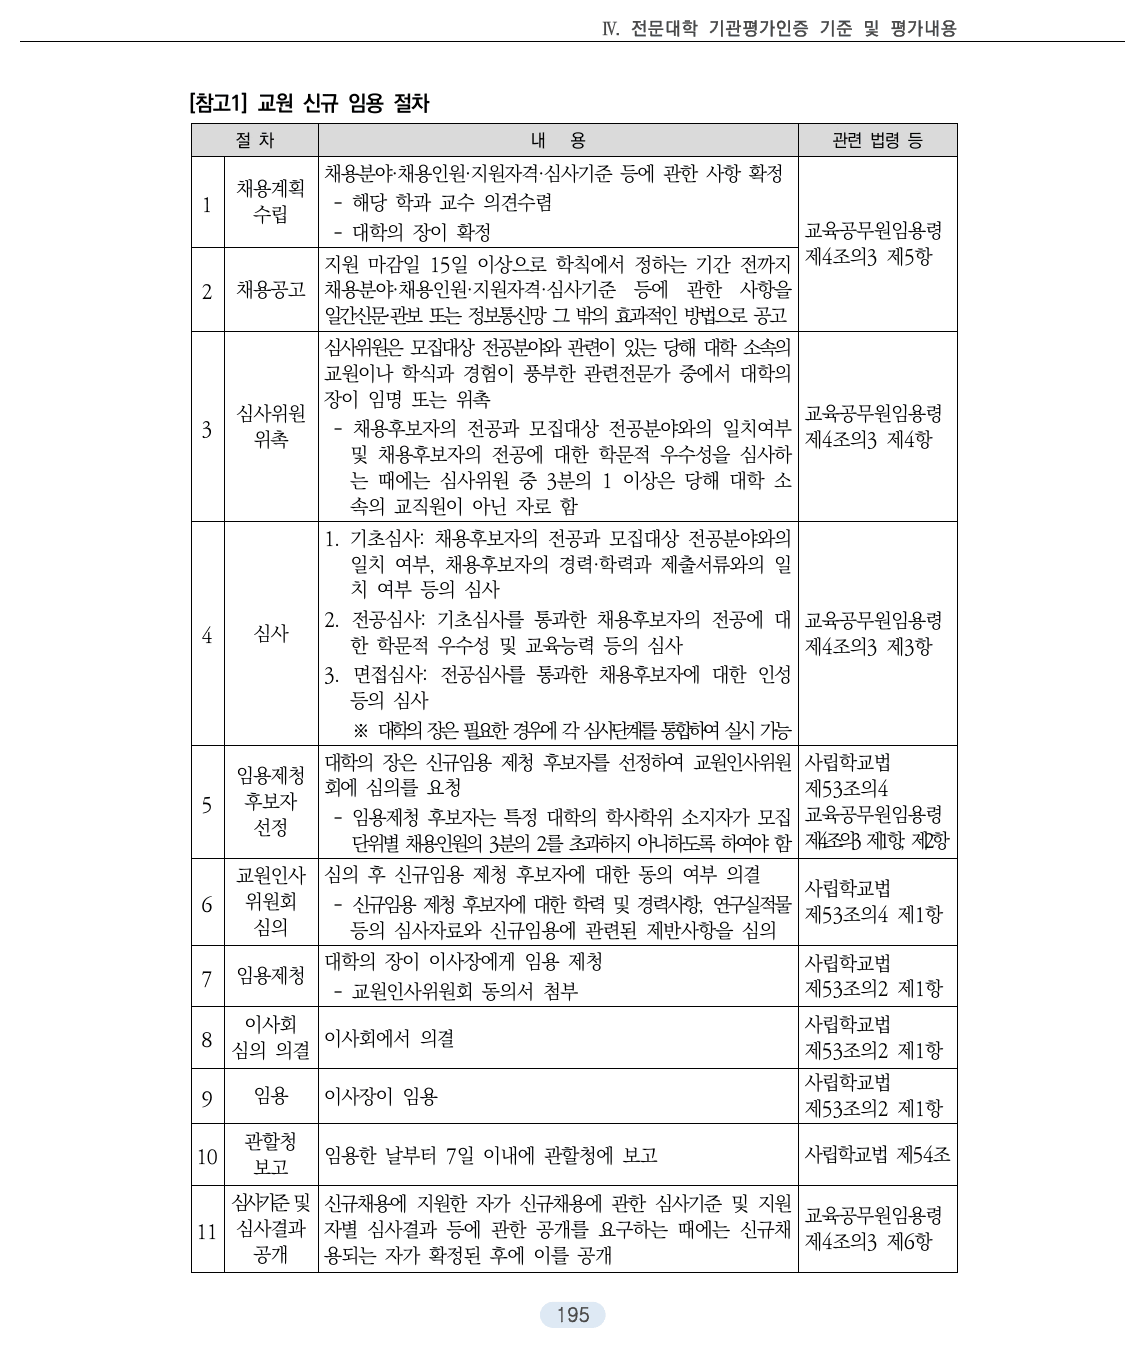 Ⅳ. 전문대학 기관평가인증 기준 및 평가내용
[참고1] 교원 신규 임용 절차
절 차 내 용 관련 법령 등
1 채용계획 수립
채용분야·채용인원·지원자격·심사기준 등에 관한 사항 확정
- 해당 학과 교수 의견수렴
- 대학의 장이 확정
교육공무원임용령
제4조의3 제5항
2 채용공고
지원 마감일 15일 이상으로 학칙에서 정하는 기간 전까지
채용분야·채용인원·지원자격·심사기준 등에 관한 사항을
일간신문·관보 또는 정보통신망 그 밖의 효과적인 방법으로 공고
3 심사위원 위촉
심사위원은 모집대상 전공분야와 관련이 있는 당해 대학 소속의
교원이나 학식과 경험이 풍부한 관련전문가 중에서 대학의
장이 임명 또는 위촉
- 채용후보자의 전공과 모집대상 전공분야와의 일치여부
및 채용후보자의 전공에 대한 학문적 우수성을 심사하
는 때에는 심사위원 중 3분의 1 이상은 당해 대학 소
속의 교직원이 아닌 자로 함
교육공무원임용령
제4조의3 제4항
4 심사
1. 기초심사: 채용후보자의 전공과 모집대상 전공분야와의
일치 여부, 채용후보자의 경력·학력과 제출서류와의 일
치 여부 등의 심사
2. 전공심사: 기초심사를 통과한 채용후보자의 전공에 대
한 학문적 우수성 및 교육능력 등의 심사
3. 면접심사: 전공심사를 통과한 채용후보자에 대한 인성
등의 심사
※ 대학의 장은 필요한 경우에 각 심사단계를 통합하여 실시 가능
교육공무원임용령
제4조의3 제3항
5 임용제청 후보자 선정
대학의 장은 신규임용 제청 후보자를 선정하여 교원인사위원
회에 심의를 요청
- 임용제청 후보자는 특정 대학의 학사학위 소지자가 모집
단위별 채용인원의 3분의 2를 초과하지 아니하도록 하여야 함
사립학교법
제53조의4
교육공무원임용령
제4조의3 제1항, 제2항
6 교원인사 위원회 심의
심의 후 신규임용 제청 후보자에 대한 동의 여부 의결
- 신규임용 제청 후보자에 대한 학력 및 경력사항, 연구실적물
등의 심사자료와 신규임용에 관련된 제반사항을 심의
사립학교법
제53조의4 제1항
7 임용제청
대학의 장이 이사장에게 임용 제청
- 교원인사위원회 동의서 첨부
사립학교법
제53조의2 제1항
8 이사회 심의 의결
이사회에서 의결
사립학교법
제53조의2 제1항
9 임용
이사장이 임용
사립학교법
제53조의2 제1항
10 관할청 보고
임용한 날부터 7일 이내에 관할청에 보고
사립학교법 제54조
11 심사기준 및 심사결과 공개
신규채용에 지원한 자가 신규채용에 관한 심사기준 및 지원
자별 심사결과 등에 관한 공개를 요구하는 때에는 신규채
용되는 자가 확정된 후에 이를 공개
교육공무원임용령
제4조의3 제6항
195